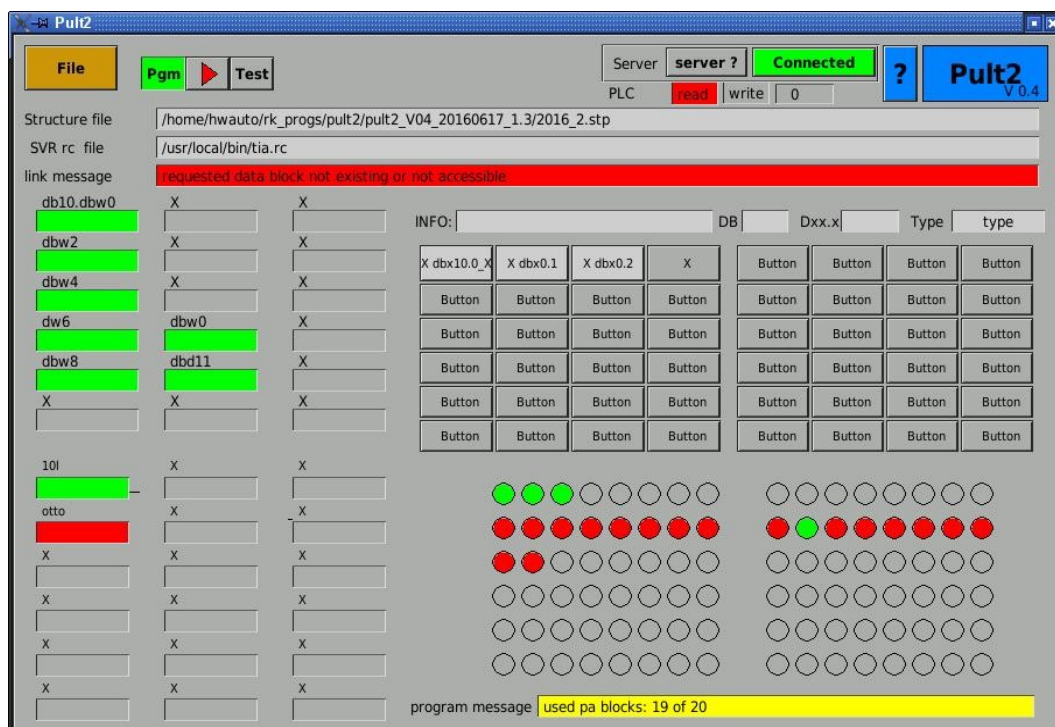 Pult2
File
Pgm Test
Server server ? Connected
PLC read write 0
? Pult2 V 0.4
Structure file /home/hwauto/rk_progs/pult2/pult2_V04_20160617_1.3/2016_2.stp
SVR rc file /usr/local/bin/tia.rc
link message requested data block not existing or not accessible
db10.dbw0 X X
dbw2 X X
dbw4 X X
dw6 dbw0 X
dbw8 dbd11 X
X X X
10l X X
otto X X
X X X
X X X
X X X
X X X
INFO: DB Dxx.x Type type
X dbx10.0_X X dbx0.1 X dbx0.2 X Button Button Button Button
Button Button Button Button Button Button Button Button
Button Button Button Button Button Button Button Button
Button Button Button Button Button Button Button Button
Button Button Button Button Button Button Button Button
Button Button Button Button Button Button Button Button
program message used pa blocks: 19 of 20